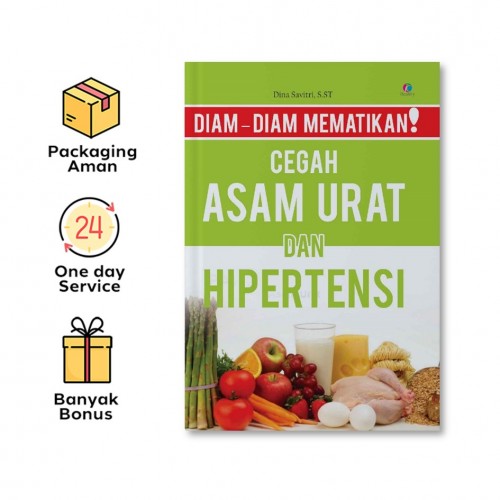 Packaging
Aman
24
One day
Service
Banyak
Bonus
Dina Savitri, S.ST
DIAM - DIAM MEMATIKAN!
CEGAH
ASAM URAT
DAN
HIPERTENSI